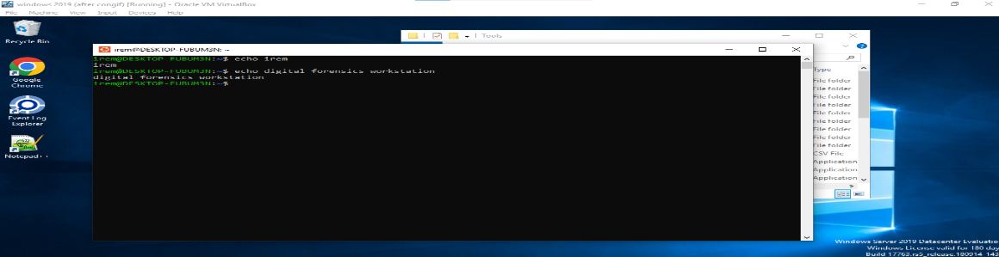 windows 2019 (after congif) [Running] - Oracle VM VirtualBox
File Machine View Input Devices Help
Recycle Bin
Google Chrome
Event Log Explorer
Notepad++
Tools
irem@DESKTOP-FUBUM3N: ~
irem@DESKTOP-FUBUM3N:~$ echo irem
irem
irem@DESKTOP-FUBUM3N:~$ echo digital forensics workstation
digital forensics workstation
irem@DESKTOP-FUBUM3N:~$
Type
File folder
File folder
File folder
File folder
File folder
File folder
File folder
File folder
File folder
CSV File
Application
Application
Application
Windows Server 2019 Datacenter Evaluatio
Windows License valid for 180 day
Build 17763.rs5_release.180914-143